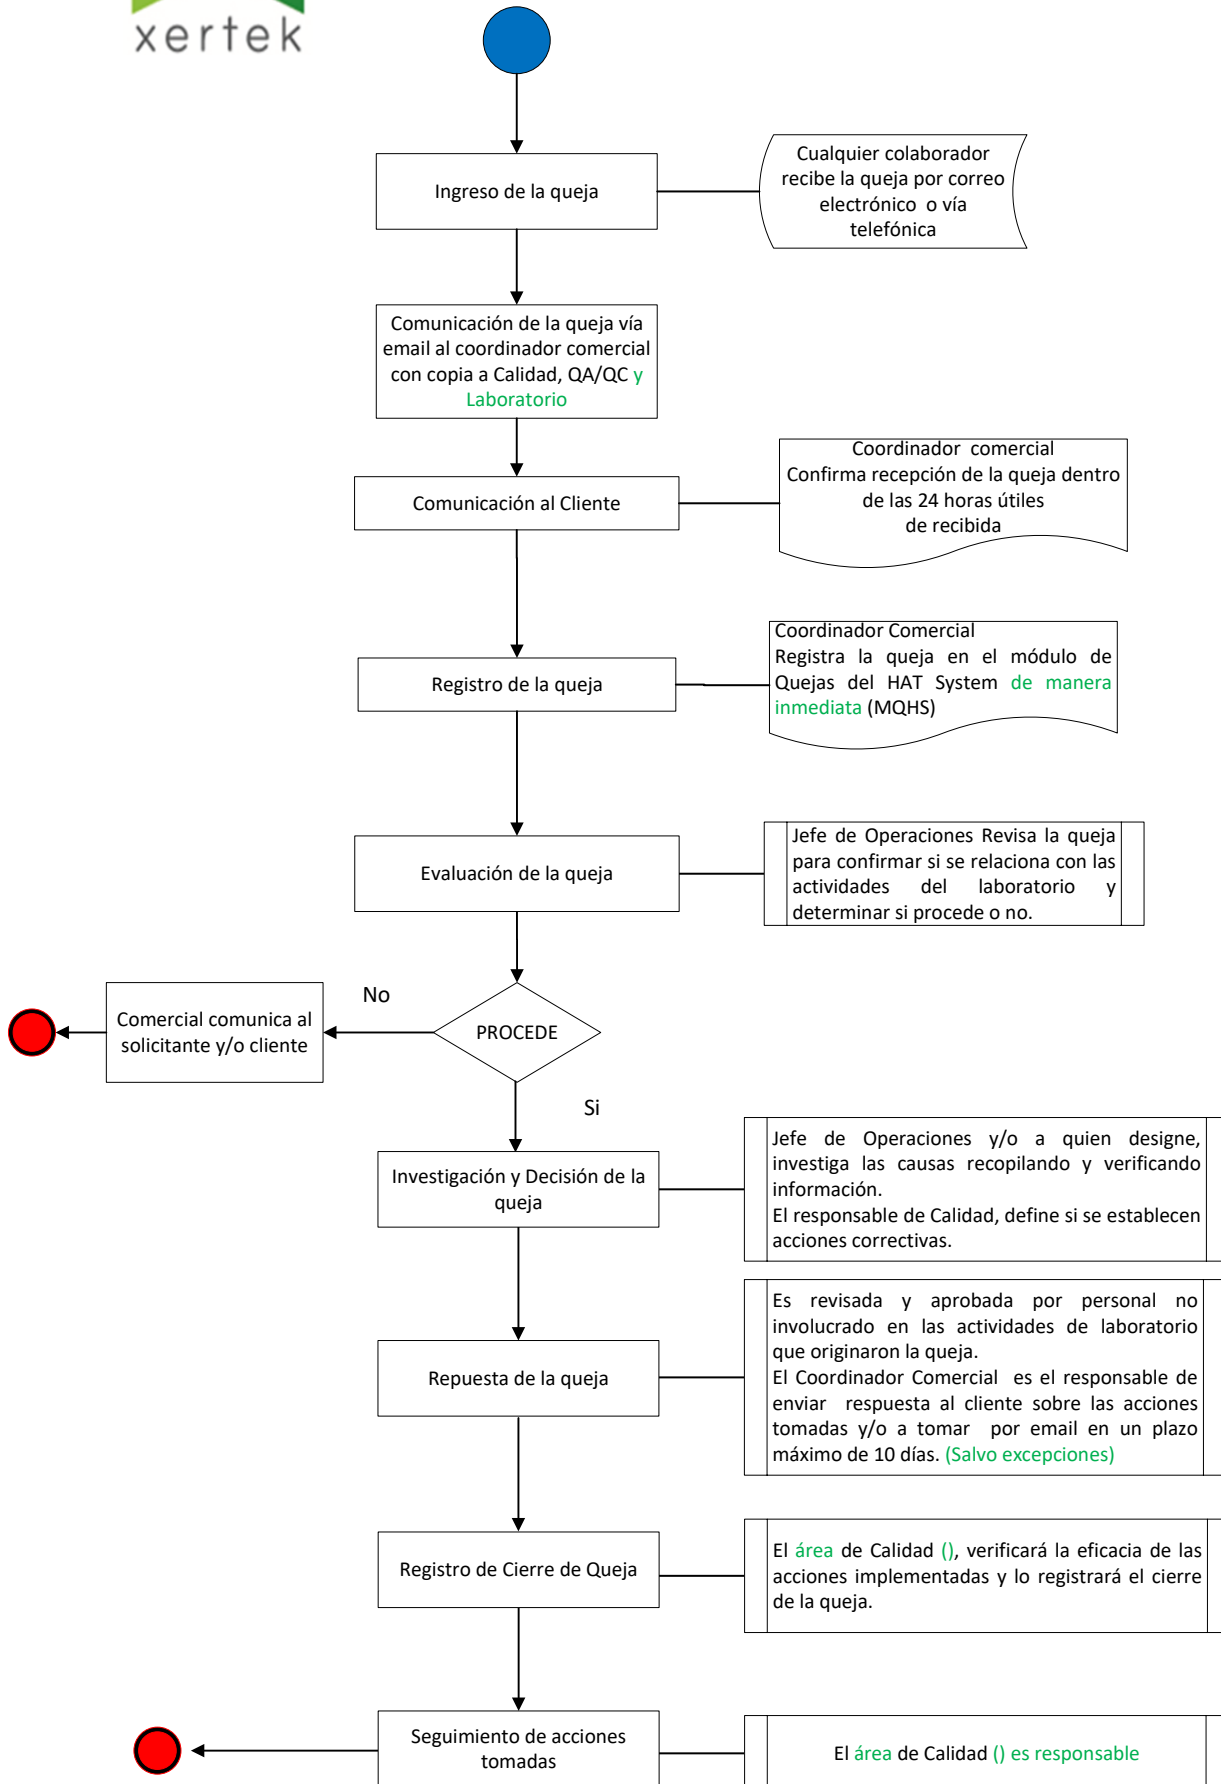 xertek
Ingreso de la queja
Cualquier colaborador
recibe la queja por correo
electrónico o vía
telefónica
Comunicación de la queja vía
email al coordinador comercial
con copia a Calidad, QA/QC y
Laboratorio
Comunicación al Cliente
Coordinador comercial
Confirma recepción de la queja dentro
de las 24 horas útiles
de recibida
Registro de la queja
Coordinador Comercial
Registra la queja en el módulo de
Quejas del HAT System de manera
inmediata (MQHS)
Evaluación de la queja
Jefe de Operaciones Revisa la queja
para confirmar si se relaciona con las
actividades del laboratorio y
determinar si procede o no.
No
Comercial comunica al
solicitante y/o cliente
PROCEDE
Si
Investigación y Decisión de la
queja
Jefe de Operaciones y/o a quien designe,
investiga las causas recopilando y verificando
información.
El responsable de Calidad, define si se establecen
acciones correctivas.
Repuesta de la queja
Es revisada y aprobada por personal no
involucrado en las actividades de laboratorio
que originaron la queja.
El Coordinador Comercial es el responsable de
enviar respuesta al cliente sobre las acciones
tomadas y/o a tomar por email en un plazo
máximo de 10 días. (Salvo excepciones)
Registro de Cierre de Queja
El área de Calidad (), verificará la eficacia de las
acciones implementadas y lo registrará el cierre
de la queja.
Seguimiento de acciones
tomadas
El área de Calidad () es responsable